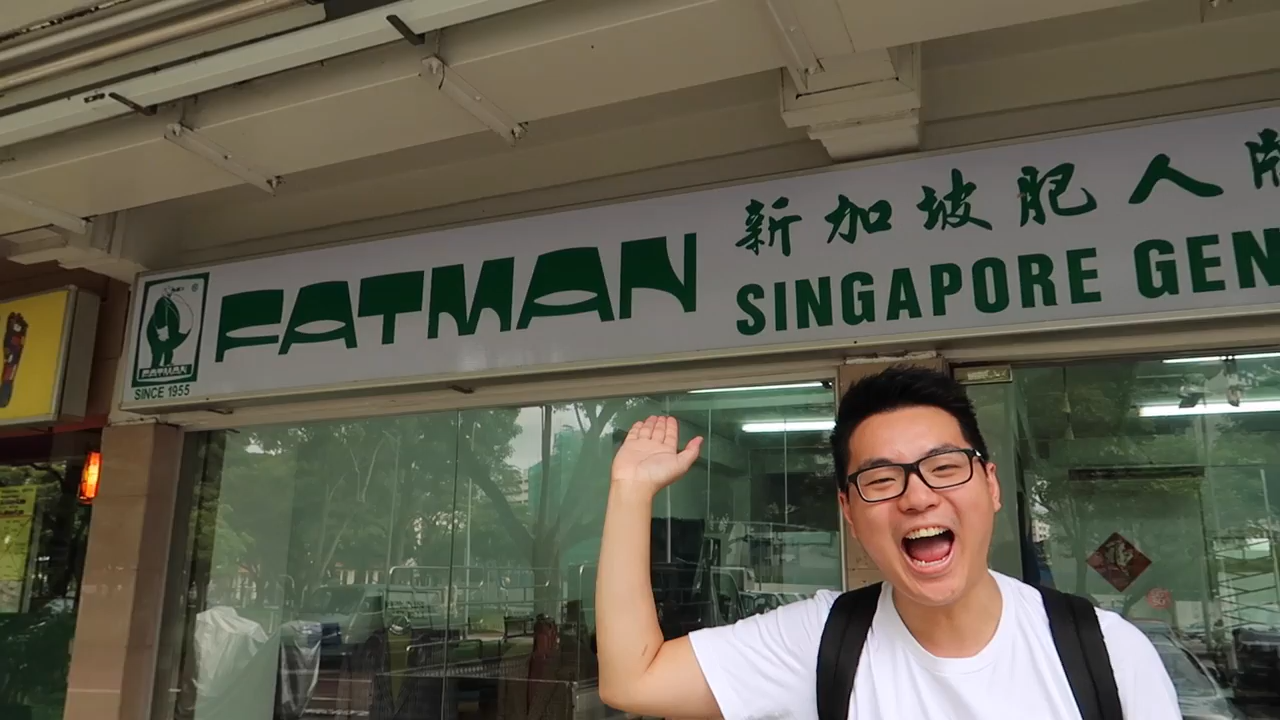 FATMAN
SINCE 1955
FATMAN
新加坡肥人
SINGAPORE GEN